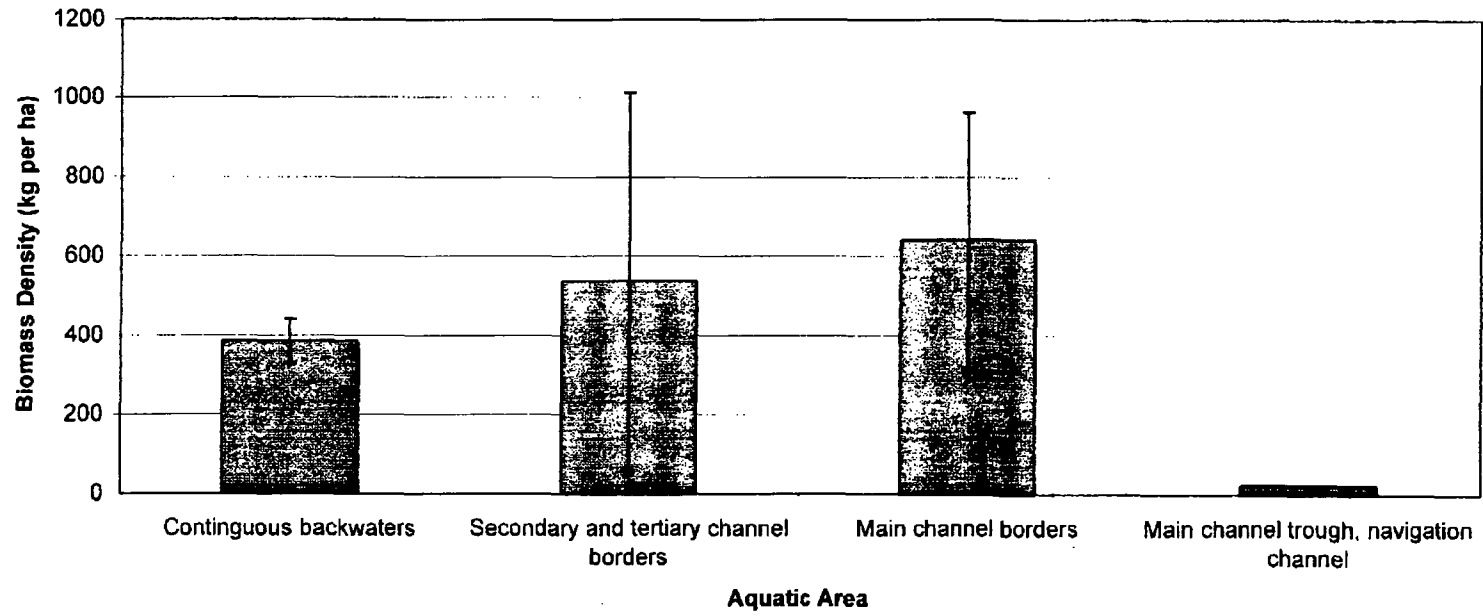 1200
1000
800
600
400
200
0
Biomass Density (kg per ha)
Continguous backwaters
Secondary and tertiary channel
borders
Main channel borders
Main channel trough, navigation
channel
Aquatic Area